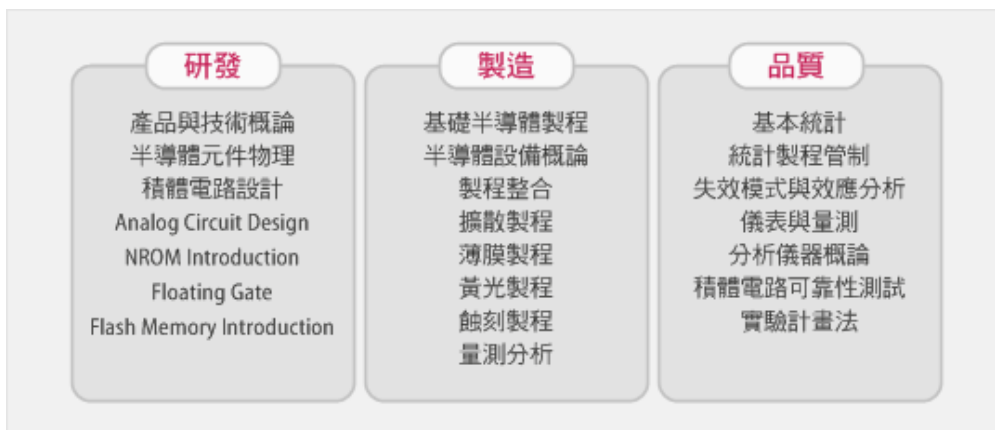 研發
產品與技術概論
半導體元件物理
積體電路設計
Analog Circuit Design
NROM Introduction
Floating Gate
Flash Memory Introduction
製造
基礎半導體製程
半導體設備概論
製程整合
擴散製程
薄膜製程
黃光製程
蝕刻製程
量測分析
品質
基本統計
統計製程管制
失效模式與效應分析
儀表與量測
分析儀器概論
積體電路可靠性測試
實驗計畫法